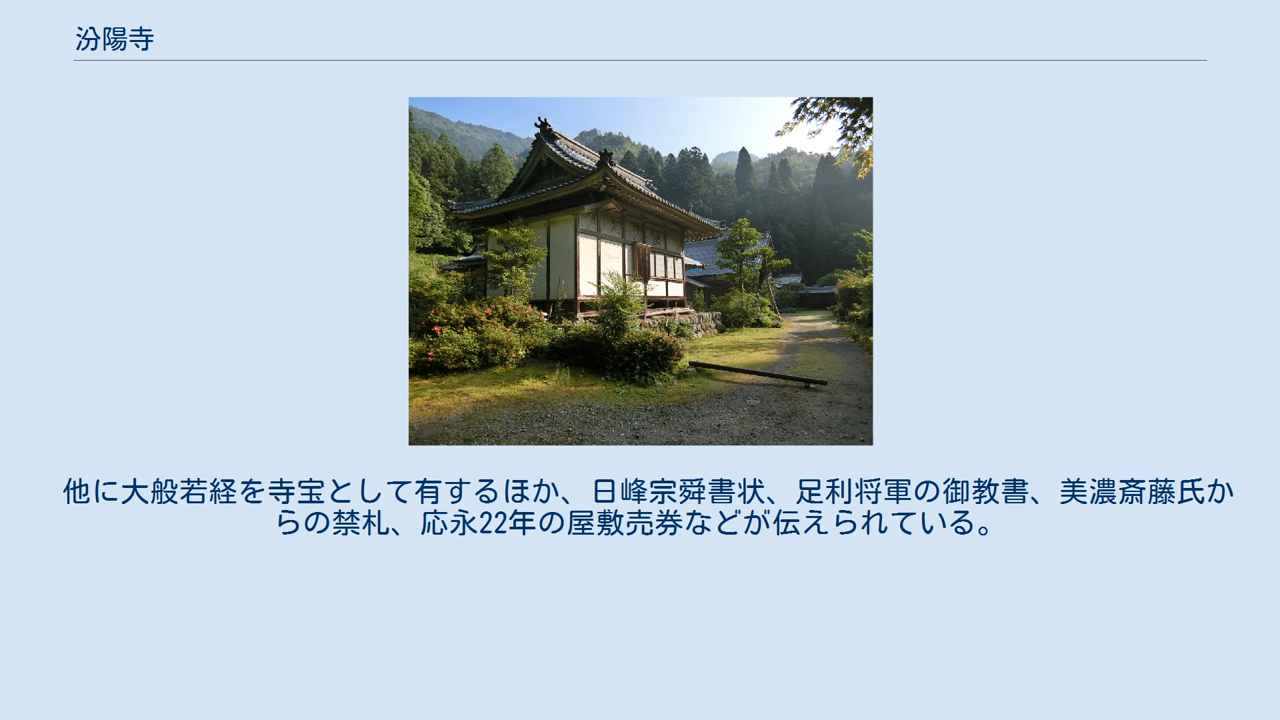 汾陽寺
他に大般若経を寺宝として有するほか、日峰宗舜書状、足利将軍の御教書、美濃斎藤氏か
らの禁札、応永22年の屋敷売券などが伝えられている。